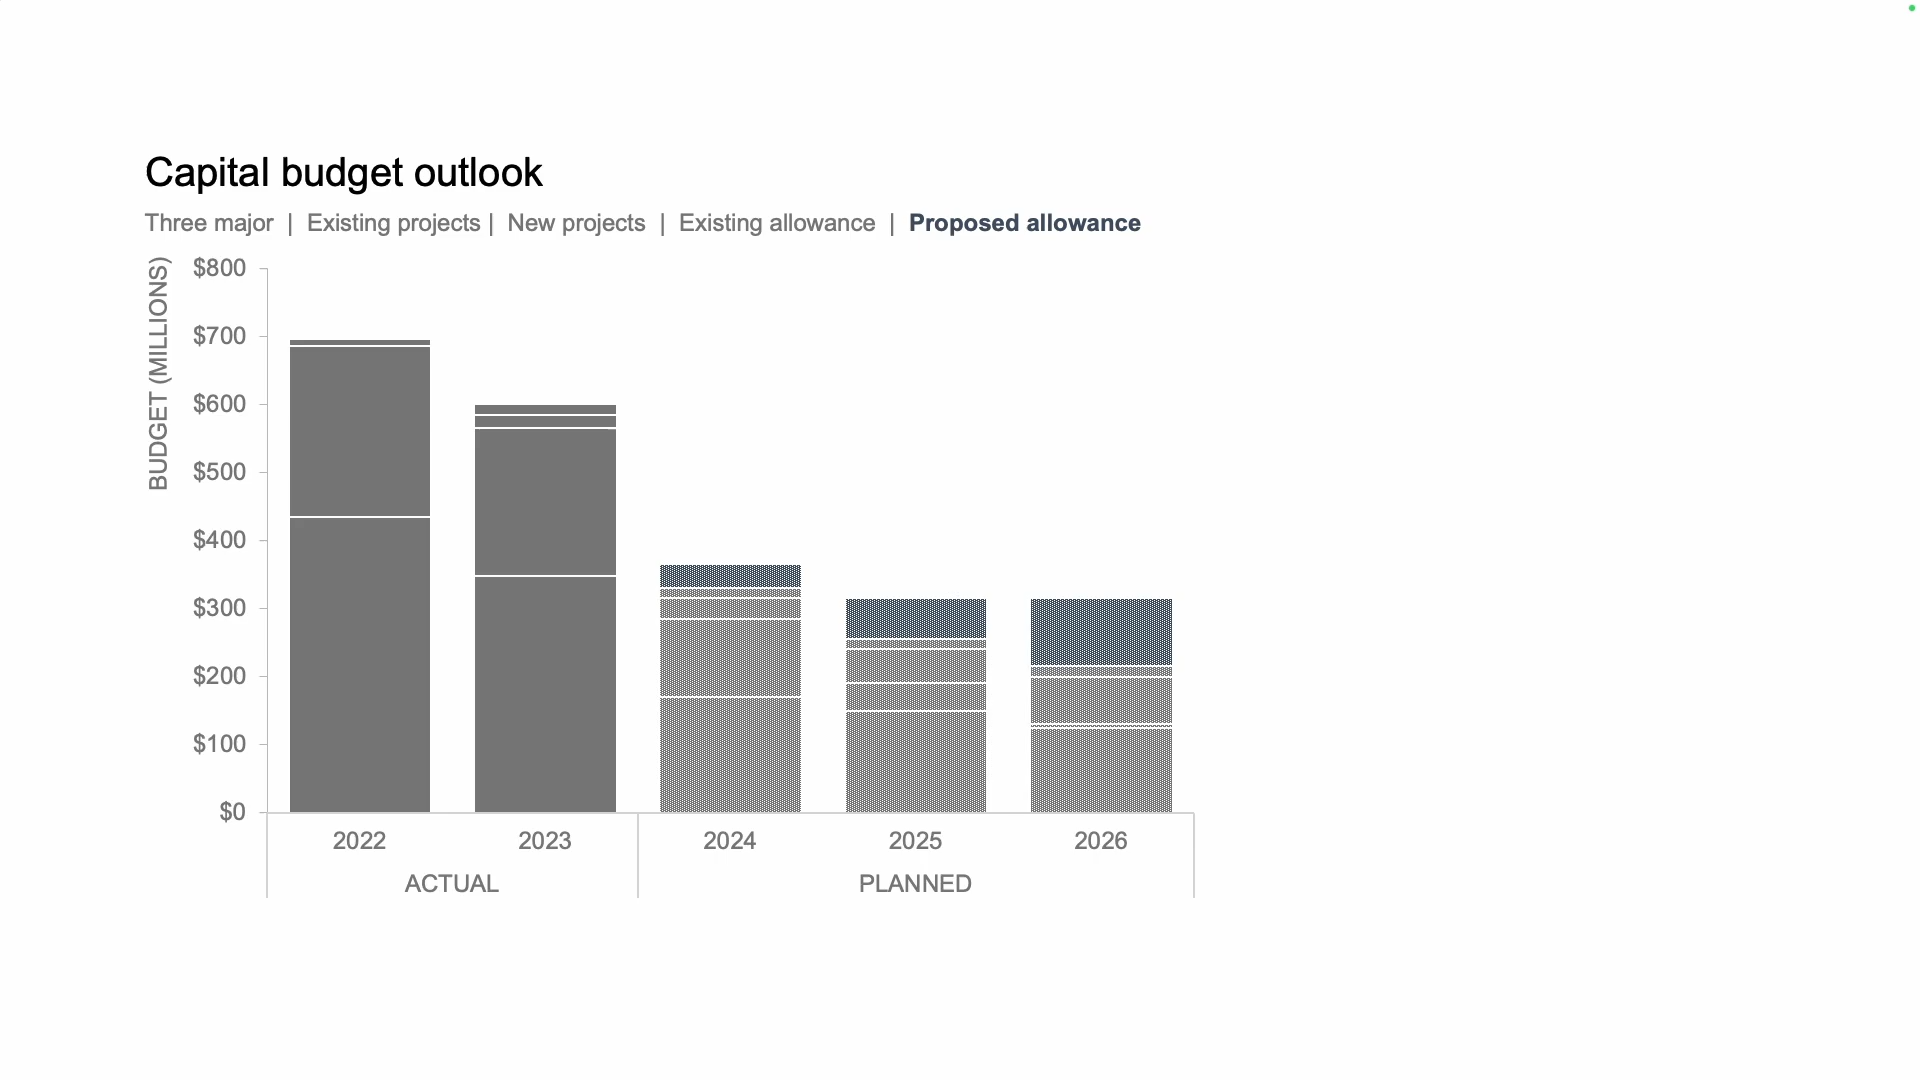 Capital budget outlook
Three major | Existing projects | New projects | Existing allowance | Proposed allowance
BUDGET (MILLIONS)
$800
$700
$600
$500
$400
$300
$200
$100
$0
2022 2023 2024 2025 2026
ACTUAL PLANNED